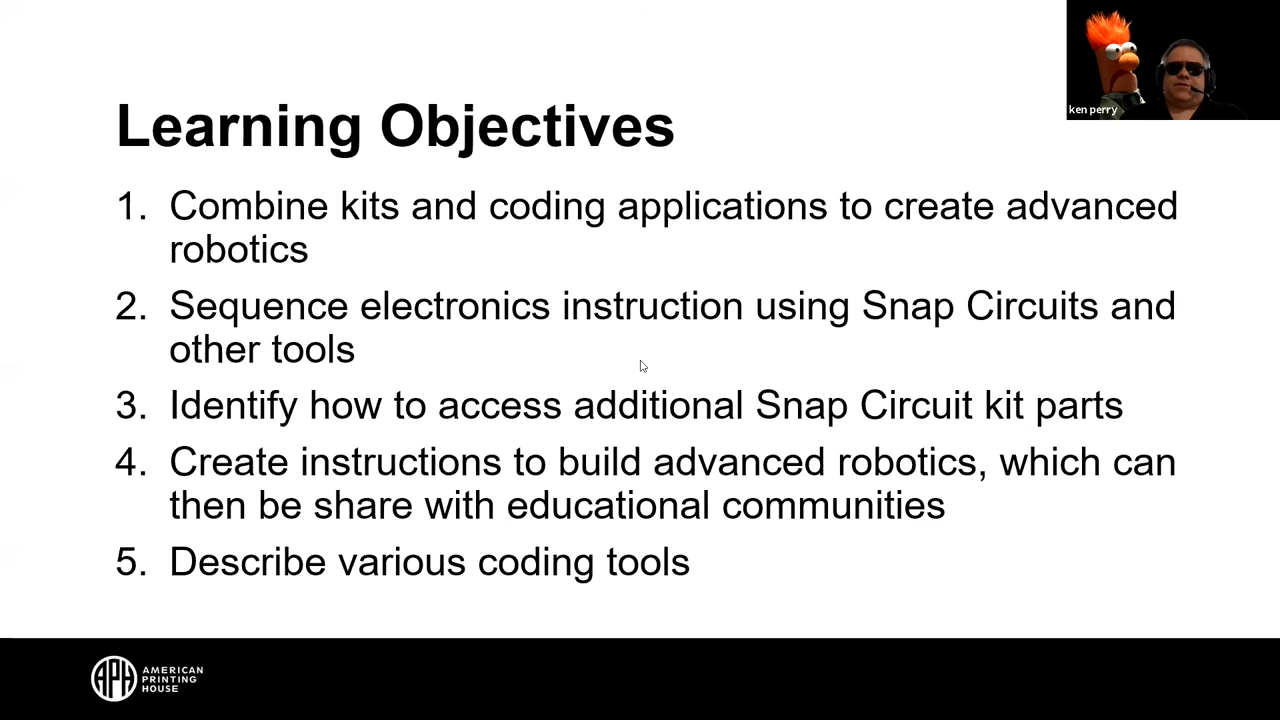 Learning Objectives
1. Combine kits and coding applications to create advanced
robotics
2. Sequence electronics instruction using Snap Circuits and
other tools
3. Identify how to access additional Snap Circuit kit parts
4. Create instructions to build advanced robotics, which can
then be share with educational communities
5. Describe various coding tools
ken perry
APH
AMERICAN
PRINTING
HOUSE